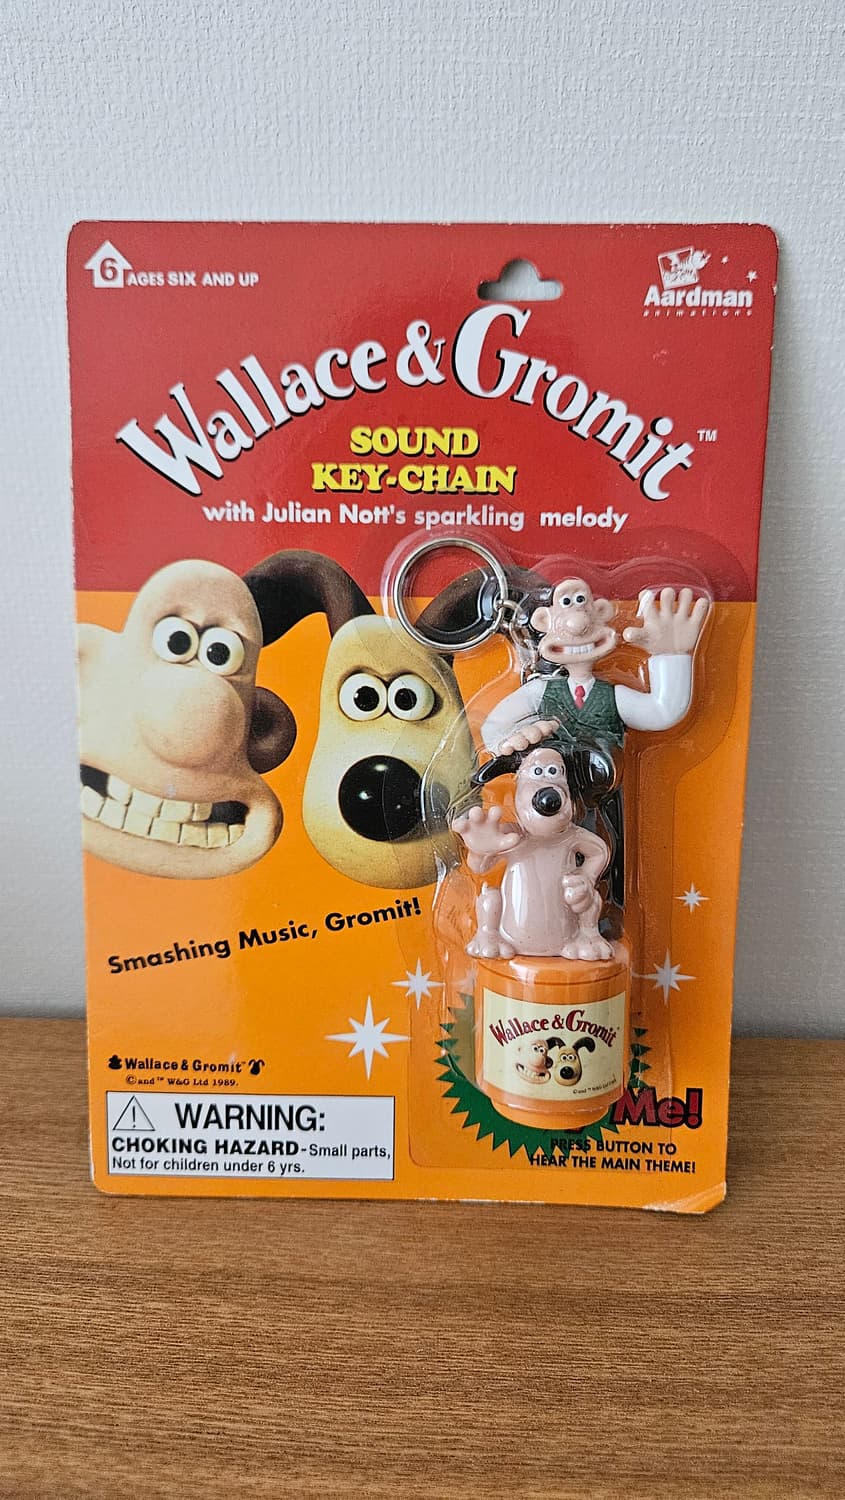 6
AGES SIX AND UP
Aardman
animations
Wallace & Gromit™
SOUND
KEY-CHAIN
with Julian Nott's sparkling melody
Smashing Music, Gromit!
Wallace & Gromit
© and ™ W&G Ltd 1989.
WARNING:
CHOKING HAZARD-Small parts,
Not for children under 6 yrs.
Wallace & Gromit
Me!
PRESS BUTTON TO
HEAR THE MAIN THEME!